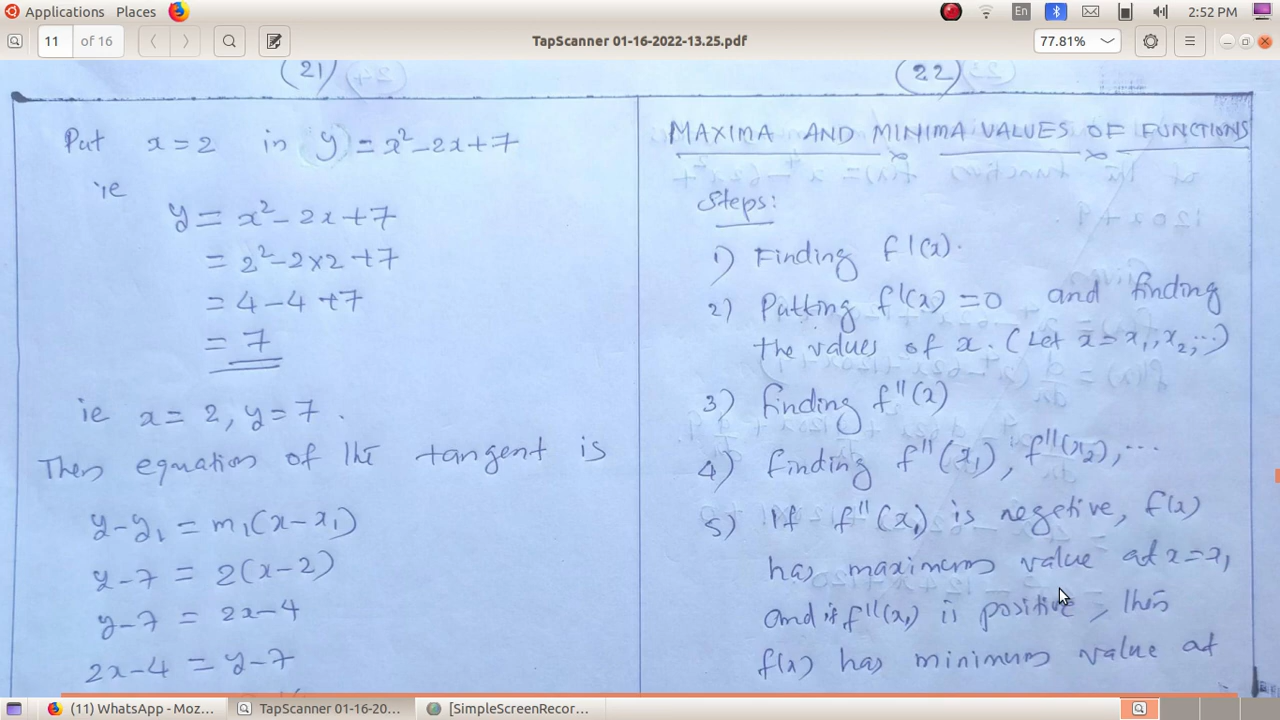 Applications Places
En
2:52 PM
11 of 16
TapScanner 01-16-2022-13.25.pdf
77.81%
(21)
Put x=2 in y=x²-2x+7
ie
y = x²-2x+7
= 2²-2×2+7
= 4-4+7
= 7
ie x=2, y=7.
Then equation of the tangent is
y-y₁ = m₁(x-x₁)
y-7 = 2(x-2)
y-7 = 2x-4
2x-4 = y-7
(22)
MAXIMA AND MINIMA VALUES OF FUNCTIONS
Steps:
1) Finding f'(x).
2) Putting f'(x)=0 and finding
the values of x. (Let x=x₁,x₂,...)
3) Finding f''(x)
4) Finding f''(x₁), f''(x₂),...
5) If f''(x₁) is negetive, f(x)
has maximum value at x=x₁
and if f''(x₁) is positive, then
f(x) has minimum value at
(11) WhatsApp - Moz...
TapScanner 01-16-20...
[SimpleScreenRecor...